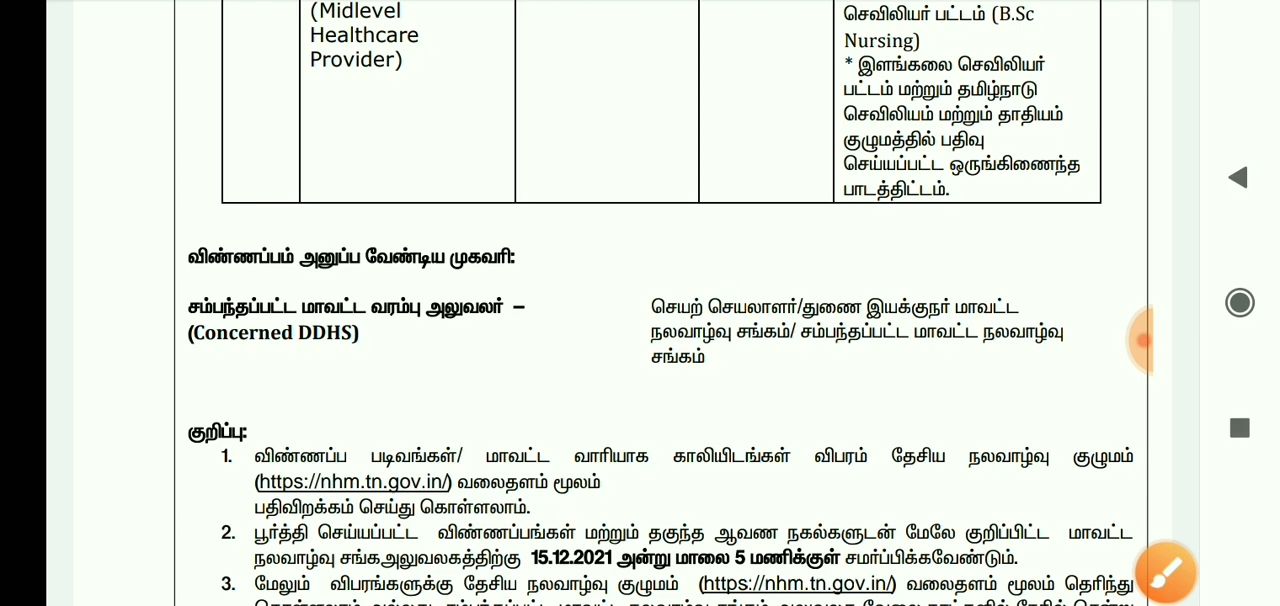 (Midlevel
Healthcare
Provider)
செவிலியர் பட்டம் (B.Sc
Nursing)
* இளங்கலை செவிலியர்
பட்டம் மற்றும் தமிழ்நாடு
செவிலியம் மற்றும் தாதியம்
குழுமத்தில் பதிவு
செய்யப்பட்ட ஒருங்கிணைந்த
பாடத்திட்டம்.
விண்ணப்பம் அனுப்ப வேண்டிய முகவரி:
சம்பந்தப்பட்ட மாவட்ட வரம்பு அலுவலர் –
(Concerned DDHS)
செயற் செயலாளர்/துணை இயக்குநர் மாவட்ட
நலவாழ்வு சங்கம்/ சம்பந்தப்பட்ட மாவட்ட நலவாழ்வு
சங்கம்
குறிப்பு:
1. விண்ணப்ப படிவங்கள்/ மாவட்ட வாரியாக காலியிடங்கள் விபரம் தேசிய நலவாழ்வு குழுமம்
(https://nhm.tn.gov.in/) வலைதளம் மூலம்
பதிவிறக்கம் செய்து கொள்ளலாம்.
2. பூர்த்தி செய்யப்பட்ட விண்ணப்பங்கள் மற்றும் தகுந்த ஆவண நகல்களுடன் மேலே குறிப்பிட்ட மாவட்ட
நலவாழ்வு சங்கஅலுவலகத்திற்கு 15.12.2021 அன்று மாலை 5 மணிக்குள் சமர்ப்பிக்கவேண்டும்.
3. மேலும் விபரங்களுக்கு தேசிய நலவாழ்வு குழுமம் (https://nhm.tn.gov.in/) வலைதளம் மூலம் தெரிந்து